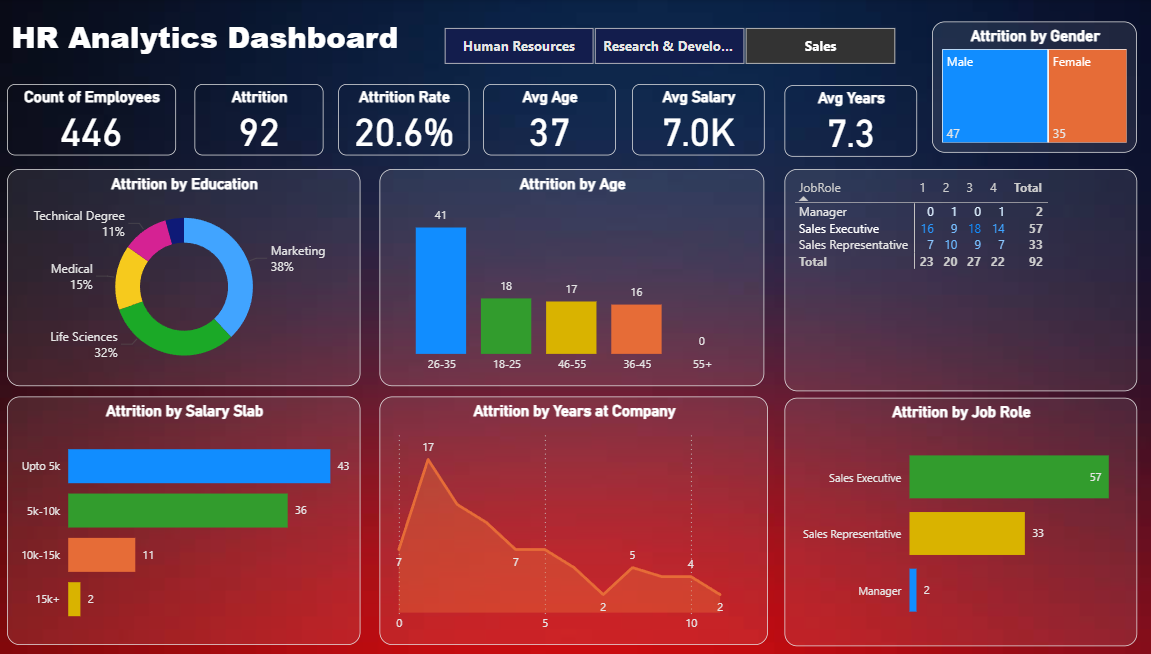 HR Analytics Dashboard
Human Resources
Research & Develo...
Sales
Attrition by Gender
Male
Female
47
35
Count of Employees
446
Attrition
92
Attrition Rate
20.6%
Avg Age
37
Avg Salary
7.0K
Avg Years
7.3
Attrition by Education
Technical Degree
11%
Marketing
38%
Medical
15%
Life Sciences
32%
Attrition by Age
41
18
17
16
0
26-35 18-25 46-55 36-45 55+
JobRole 1 2 3 4 Total
Manager 0 1 0 1 2
Sales Executive 16 9 18 14 57
Sales Representative 7 10 9 7 33
Total 23 20 27 22 92
Attrition by Salary Slab
Upto 5k 43
5k-10k 36
10k-15k 11
15k+ 2
Attrition by Years at Company
17
7
7
2
5
4
2
0 5 10
Attrition by Job Role
Sales Executive 57
Sales Representative 33
Manager 2